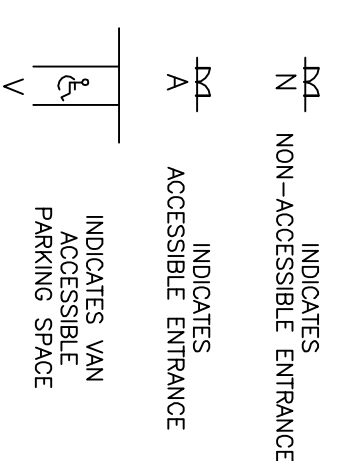 N
INDICATES
NON-ACCESSIBLE ENTRANCE
A
INDICATES
ACCESSIBLE ENTRANCE
V
INDICATES VAN
ACCESSIBLE
PARKING SPACE